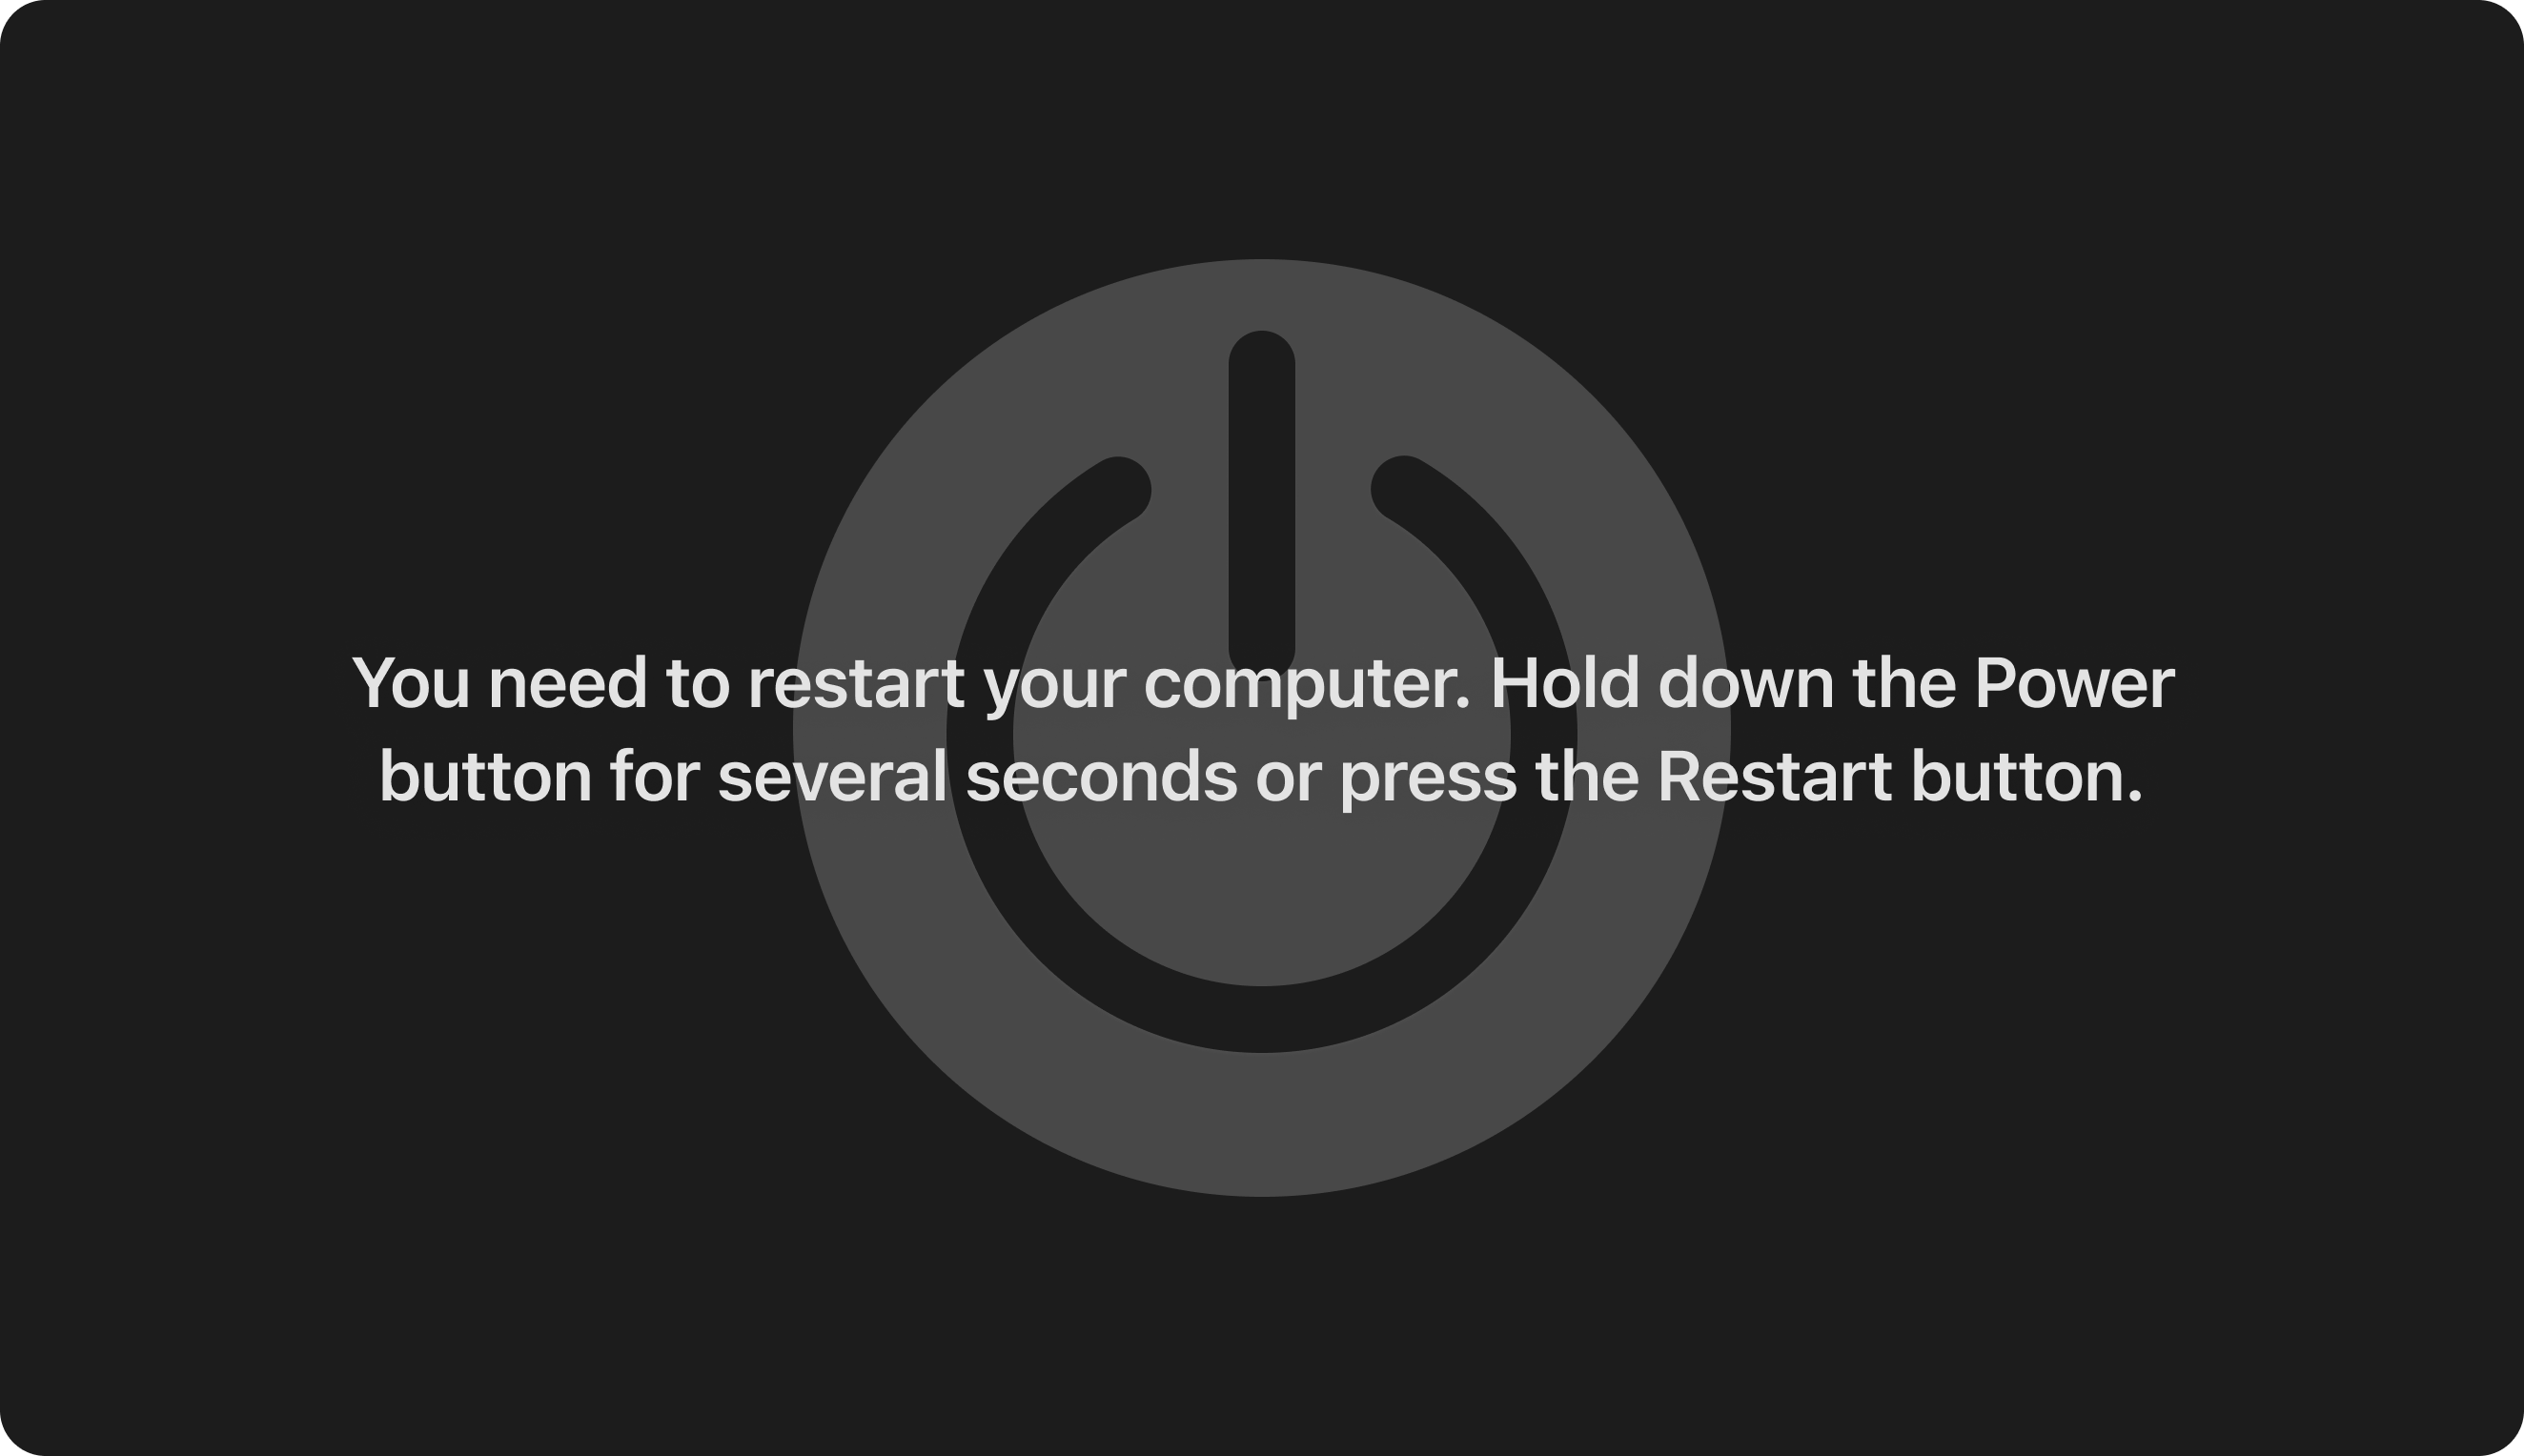 You need to restart your computer. Hold down the Power
button for several seconds or press the Restart button.